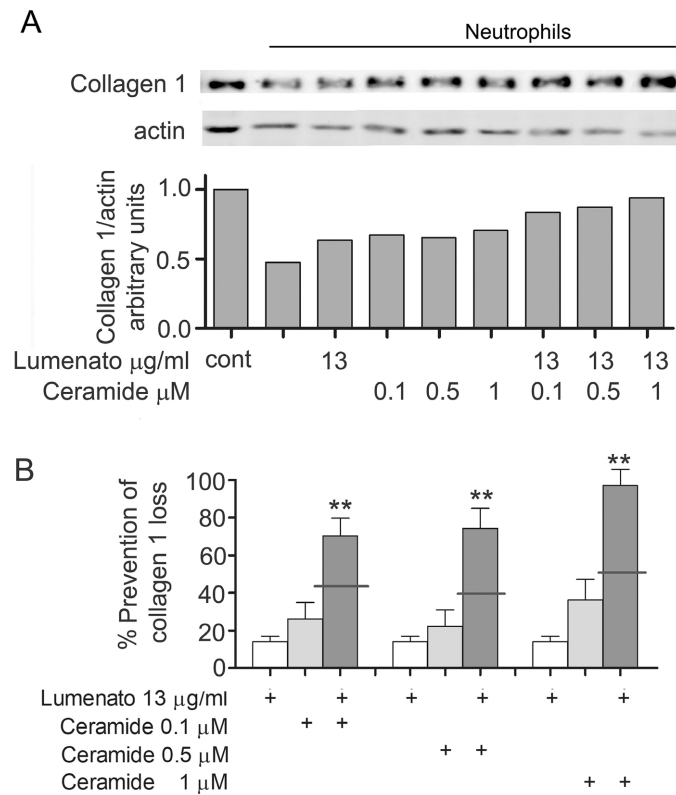 A
Neutrophils
Collagen 1
actin
Collagen 1/actin
arbitrary units
1.0
0.5
0.0
cont
Lumenato µg/ml 13 13 13 13
Ceramide µM 0.1 0.5 1 0.1 0.5 1
B
% Prevention of
collagen 1 loss
100
80
60
40
20
0
** ** **
Lumenato 13 µg/ml + + + + + +
Ceramide 0.1 µM + +
Ceramide 0.5 µM + +
Ceramide 1 µM + +